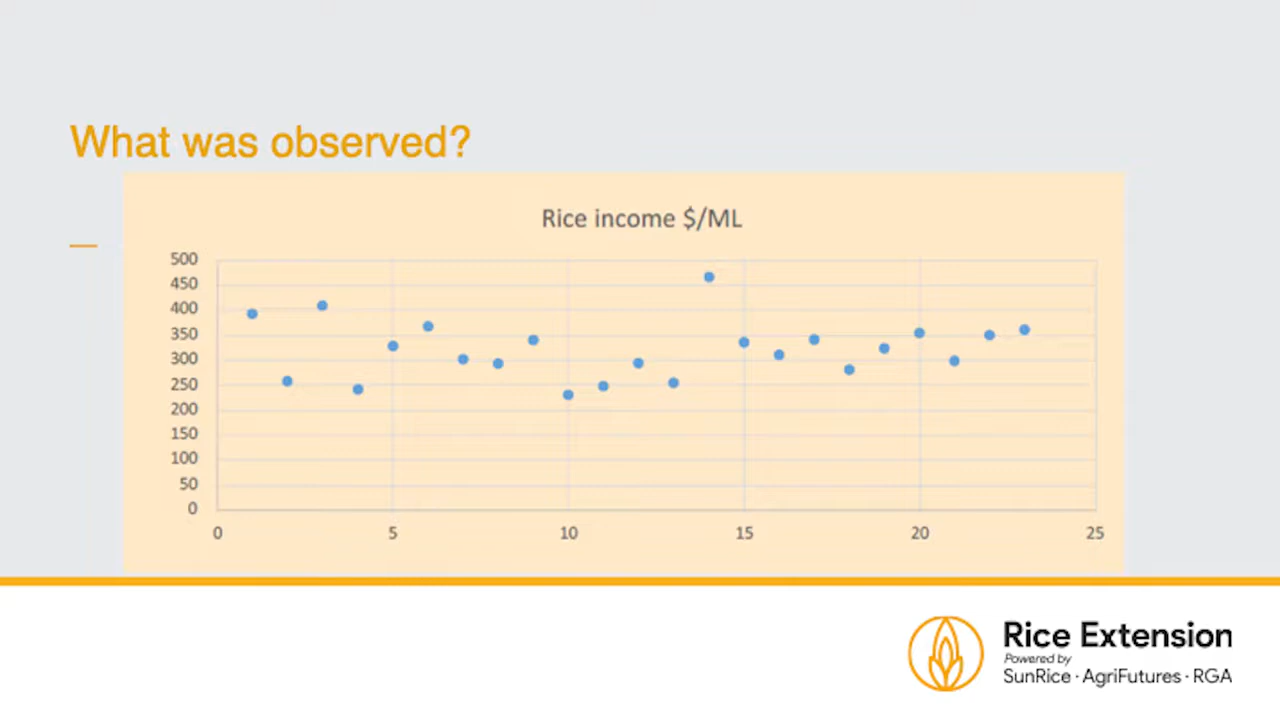 What was observed?
Rice income $/ML
500
450
400
350
300
250
200
150
100
50
0
0 5 10 15 20 25
Rice Extension
Powered by
SunRice · AgriFutures · RGA